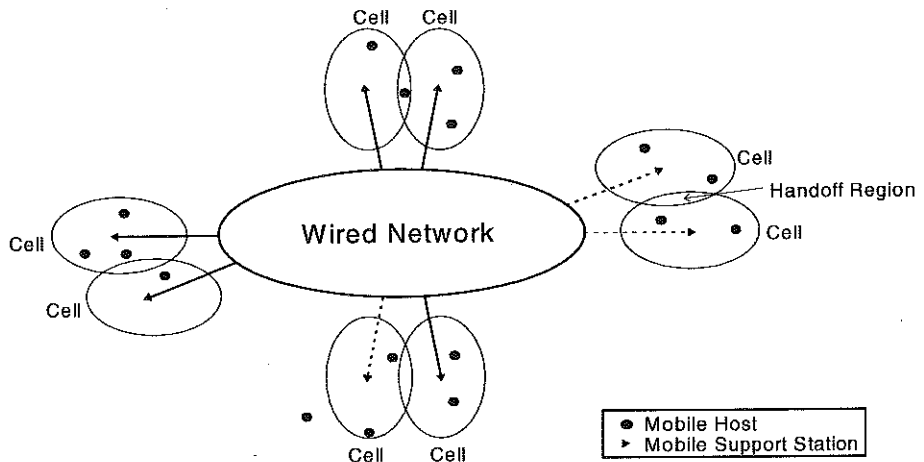 Cell
Cell
Cell
Handoff Region
Wired Network
Cell
Cell
Cell
Mobile Host
Mobile Support Station
Cell
Cell